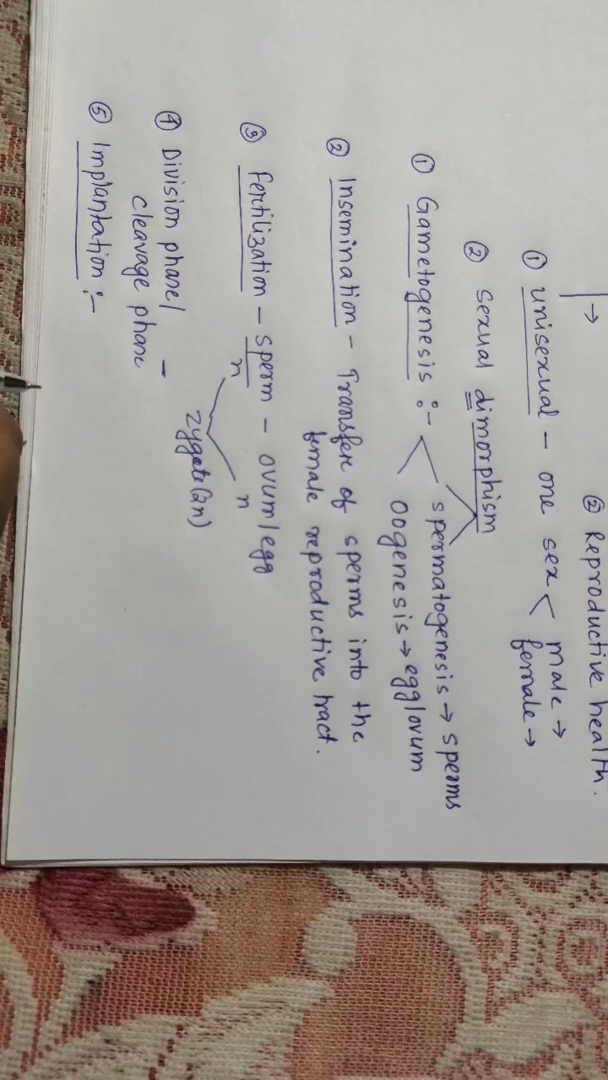 ② Reproductive health.
① unisexual - one sex < male →
female →
② sexual dimorphism
① Gametogenesis :- < spermatogenesis → sperms
oogenesis → egg/ovum
② Insemination - Transfer of sperms into the
female reproductive tract.
③ Fertilization - sperm - ovum/egg
n n
zygote(2n)
④ Division phase/ -
cleavage phase
⑤ Implantation :-